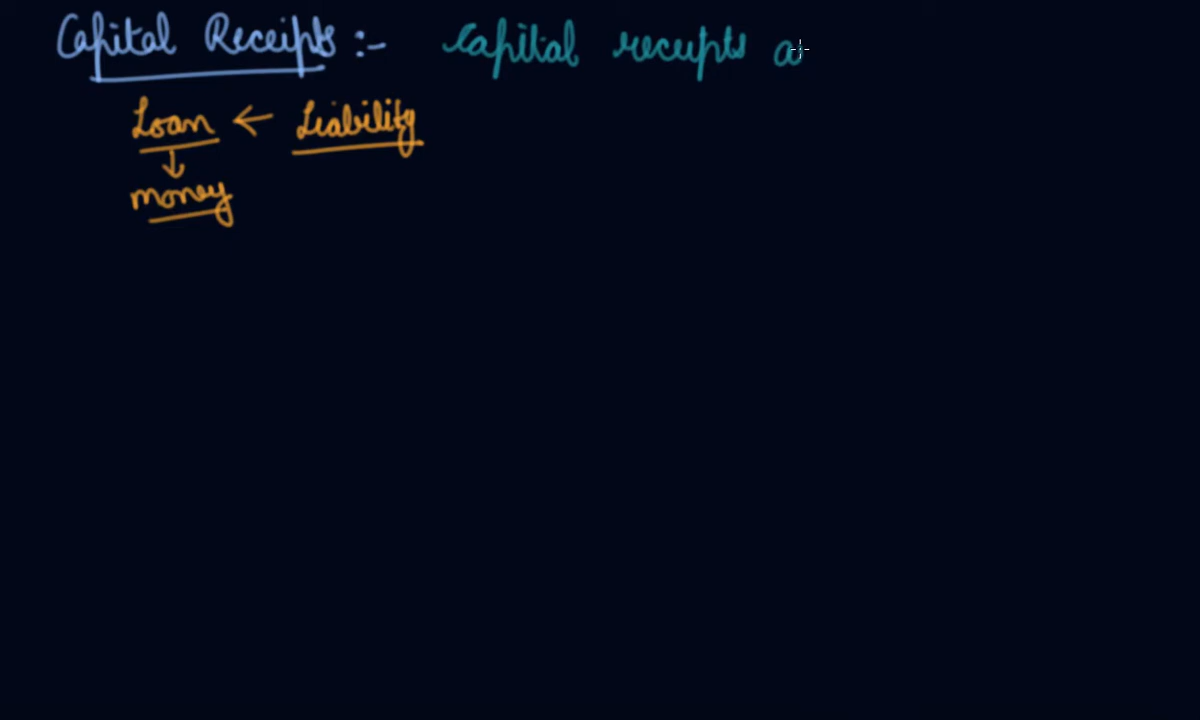 Capital Receipts :- Capital receipts a
Loan ← Liability
↓
money